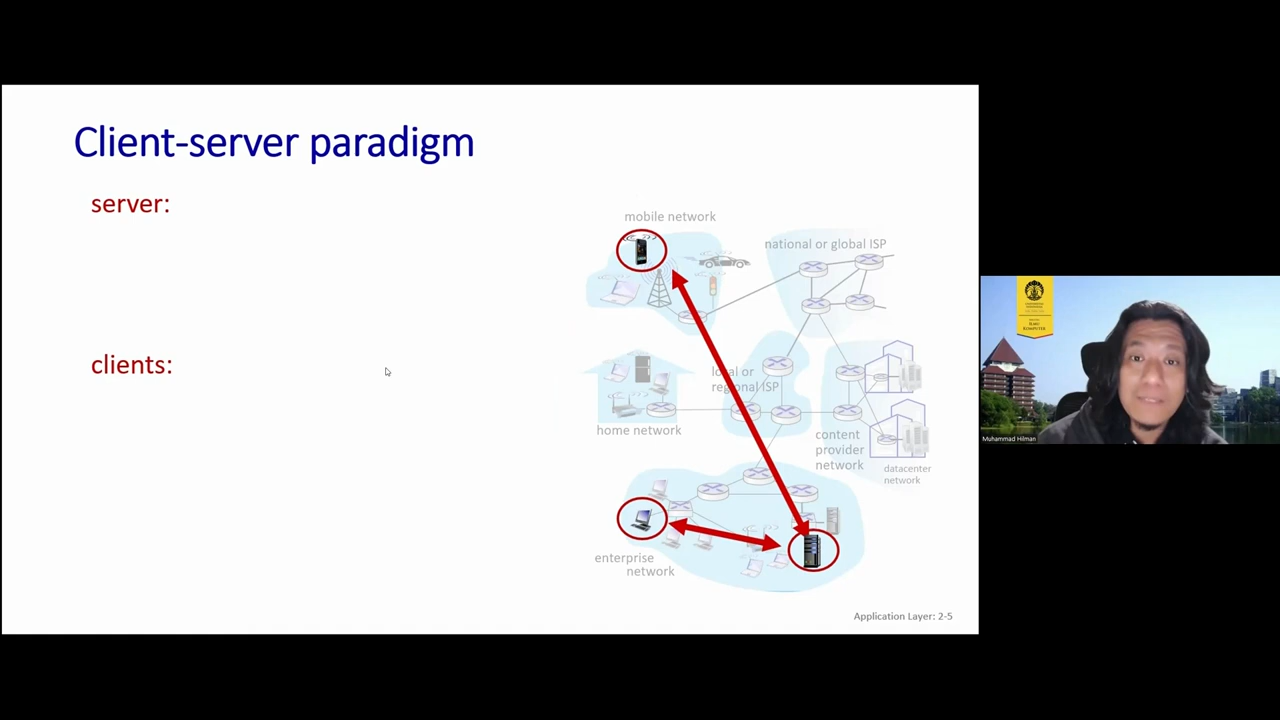 Client-server paradigm
server:
clients:
mobile network
national or global ISP
local or
regional ISP
home network
content
provider
network
datacenter
network
enterprise
network
Application Layer: 2-5
Muhammad Hilman